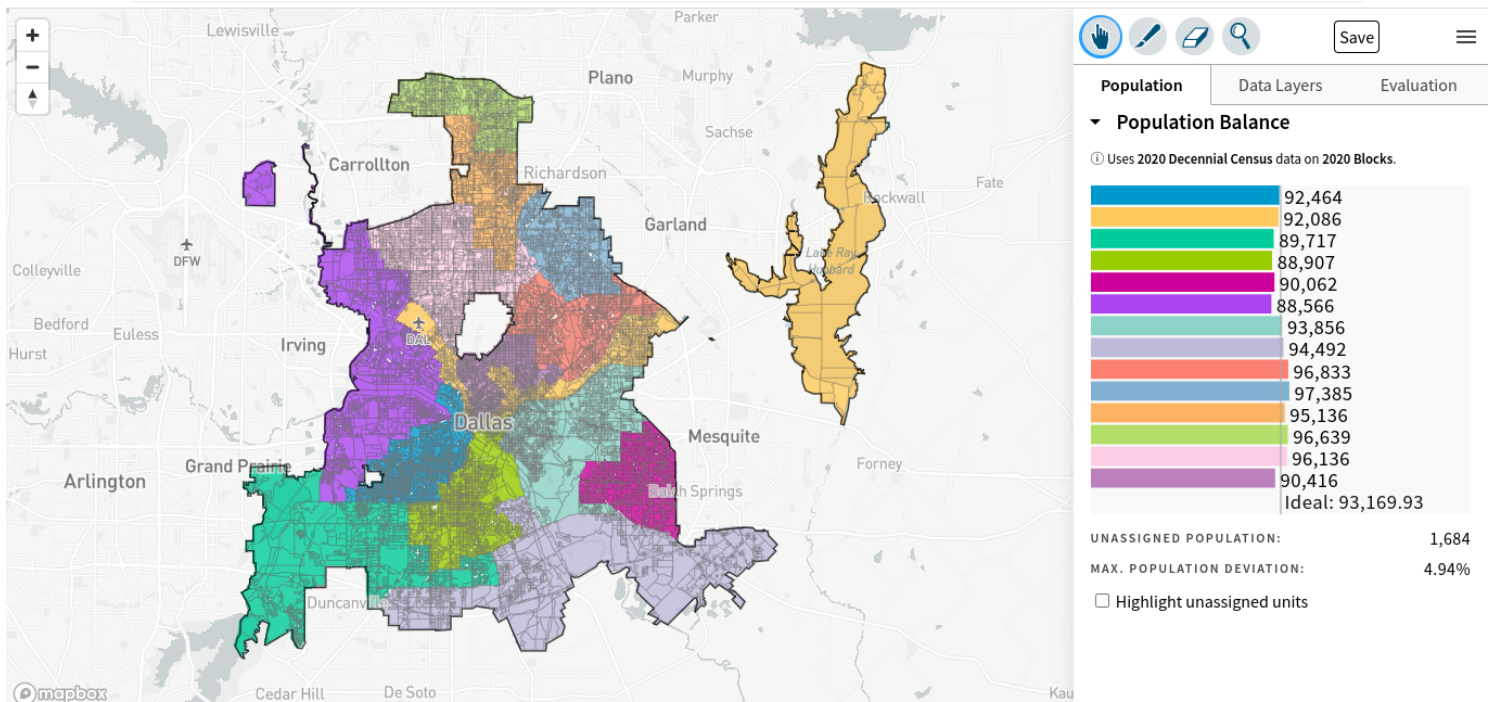 Parker
Lewisville
Plano
Murphy
Sachse
Carrollton
Richardson
Rockwall
Fate
Garland
DFW
Lake Ray
Hubbard
Colleyville
Bedford
Euless
DAL
Irving
Hurst
Dallas
Mesquite
Grand Prairie
Forney
Arlington
Balch Springs
Duncanville
mapbox
Cedar Hill
De Soto
Kau
Save
Population
Data Layers
Evaluation
Population Balance
Uses 2020 Decennial Census data on 2020 Blocks.
92,464
92,086
89,717
88,907
90,062
88,566
93,856
94,492
96,833
97,385
95,136
96,639
96,136
90,416
Ideal: 93,169.93
UNASSIGNED POPULATION: 1,684
MAX. POPULATION DEVIATION: 4.94%
Highlight unassigned units